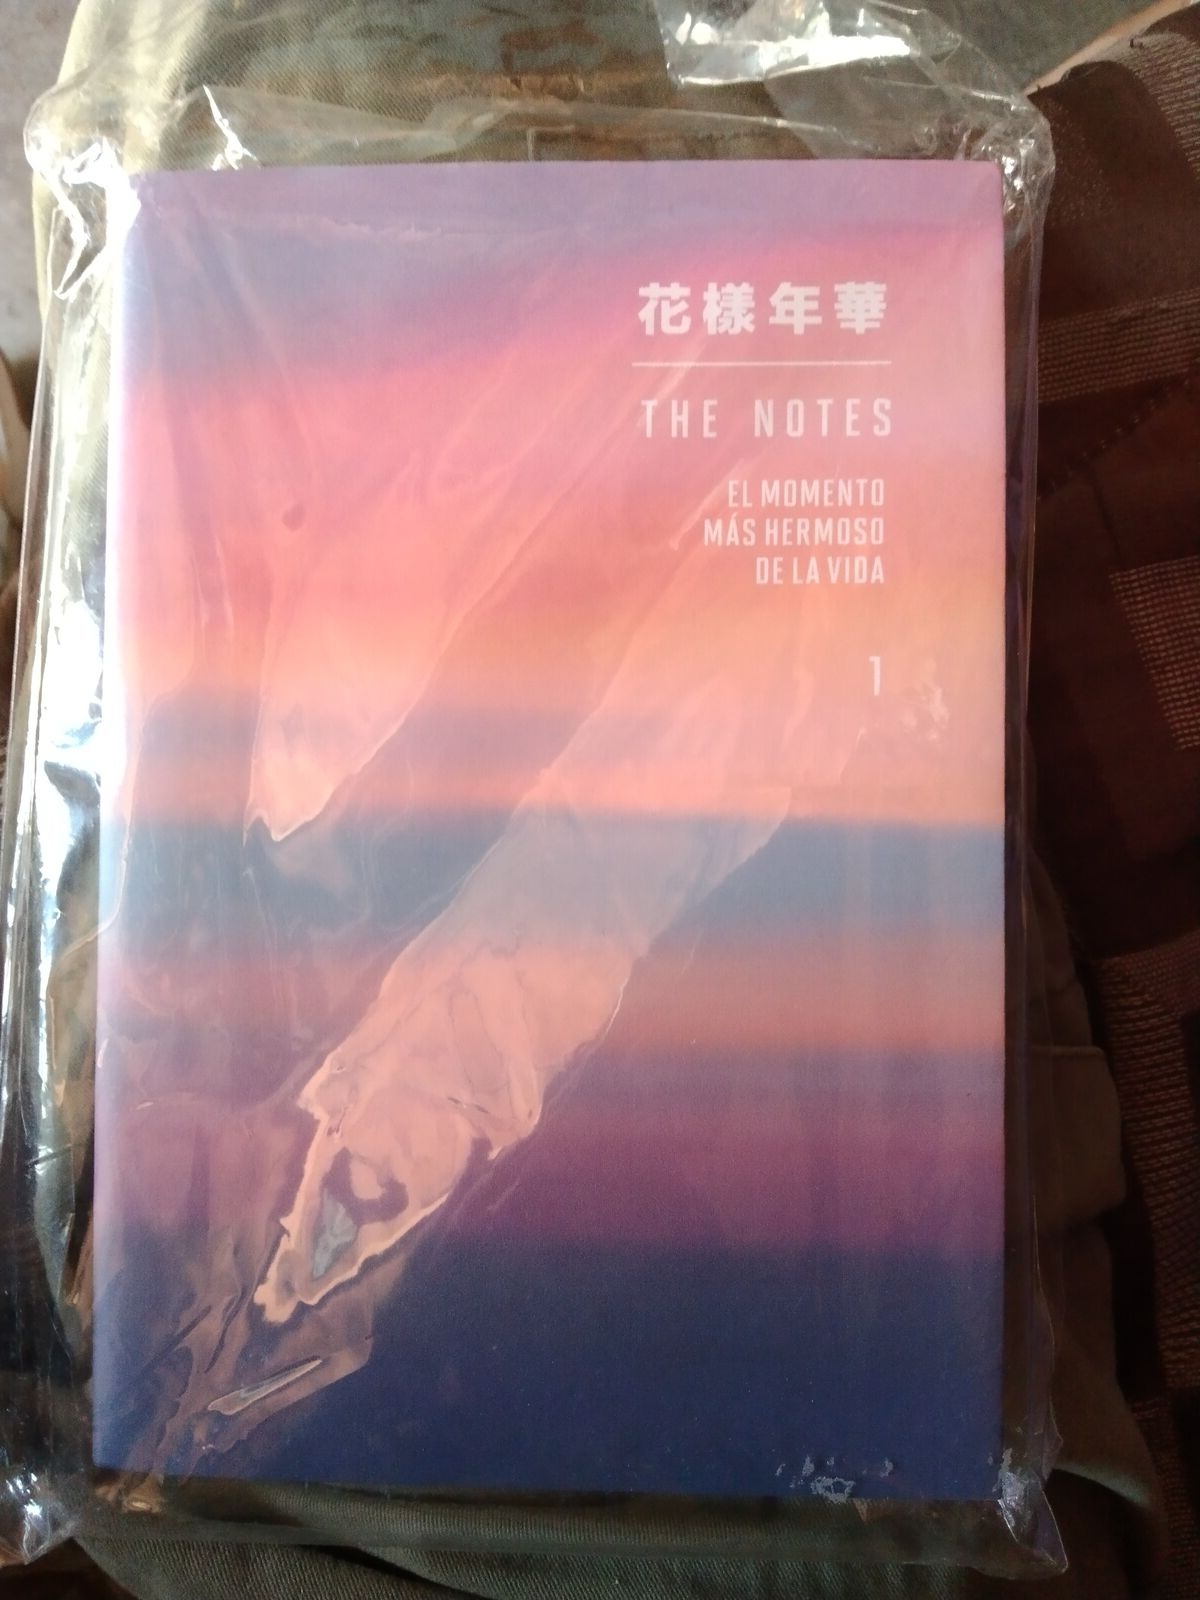 花樣年華
THE NOTES
EL MOMENTO
MÁS HERMOSO
DE LA VIDA
1